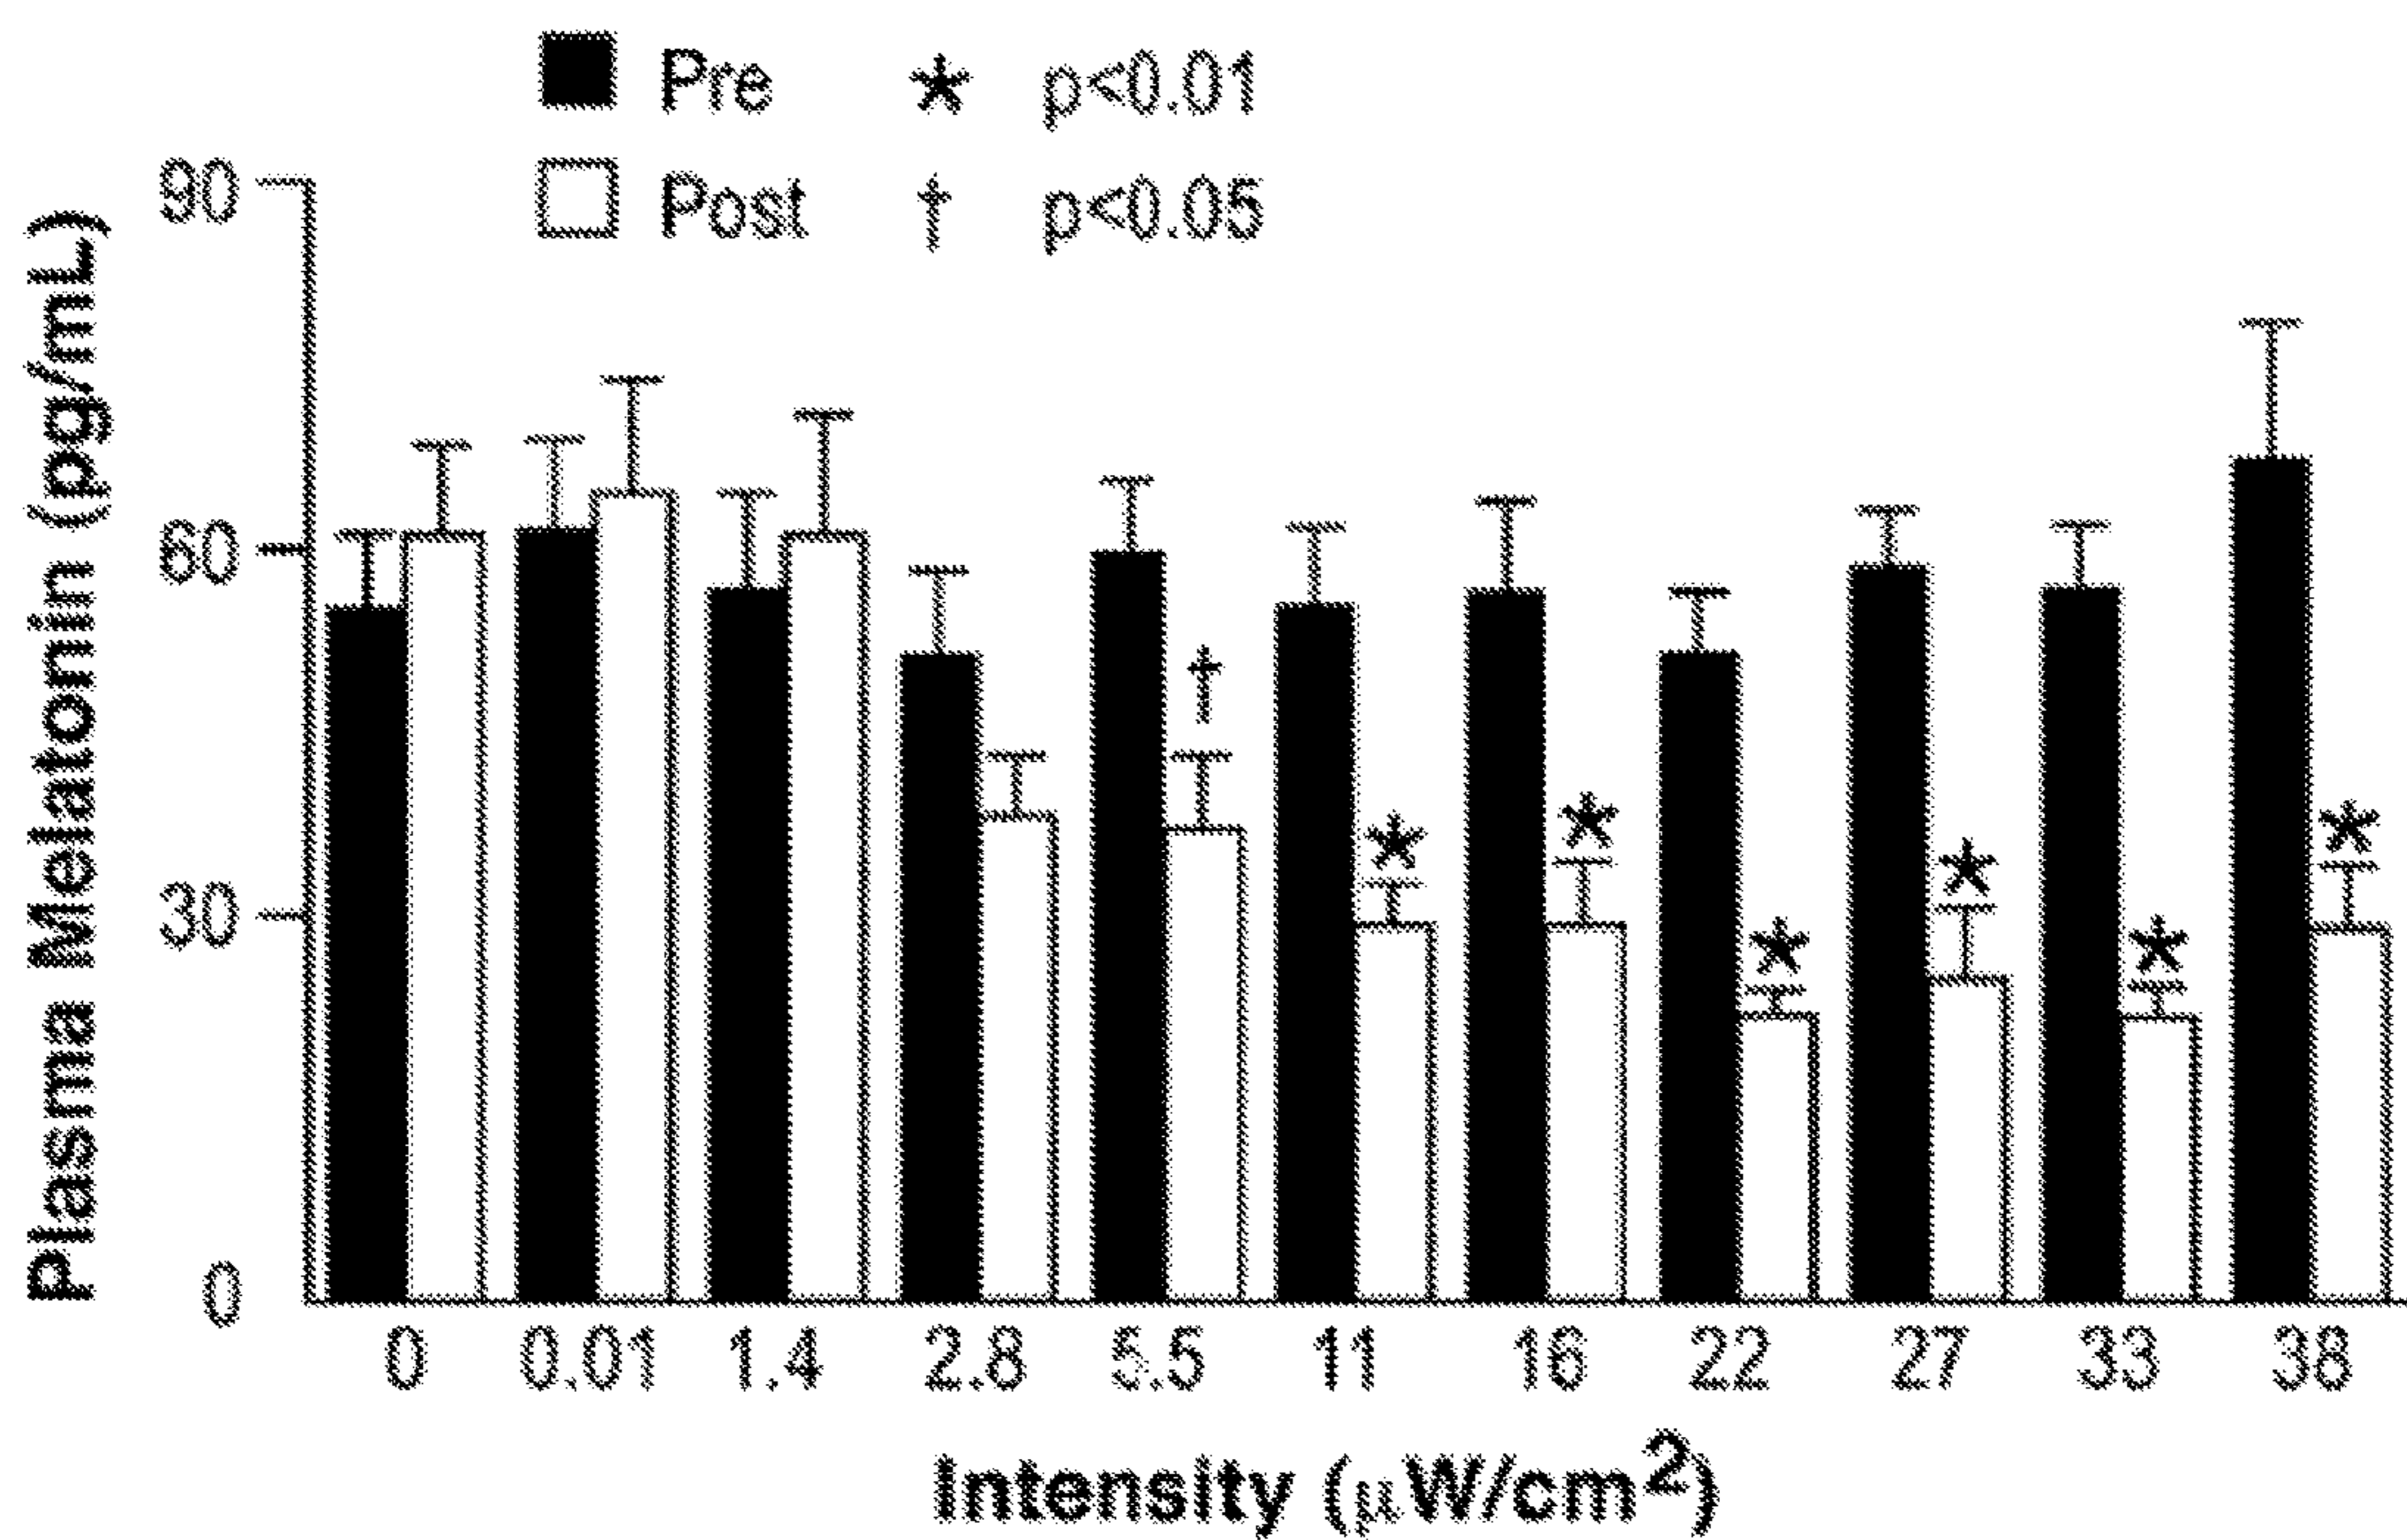 Pre ★ p<0.01
Post † p<0.05
90
60
30
0
Plasma Melatonin (pg/mL)
†
★
★
★
★
★
★
0 0.01 1.4 2.8 5.5 11 16 22 27 33 38
Intensity (μW/cm²)